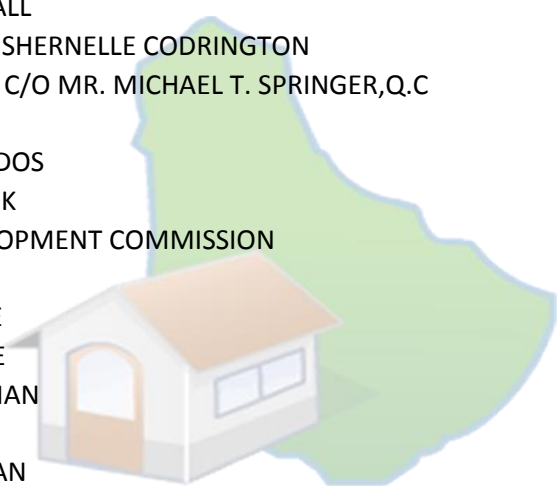 ALL
SHERNELLE CODRINGTON
C/O MR. MICHAEL T. SPRINGER,Q.C
DOS
K
OPMENT COMMISSION
E
E
IAN
AN